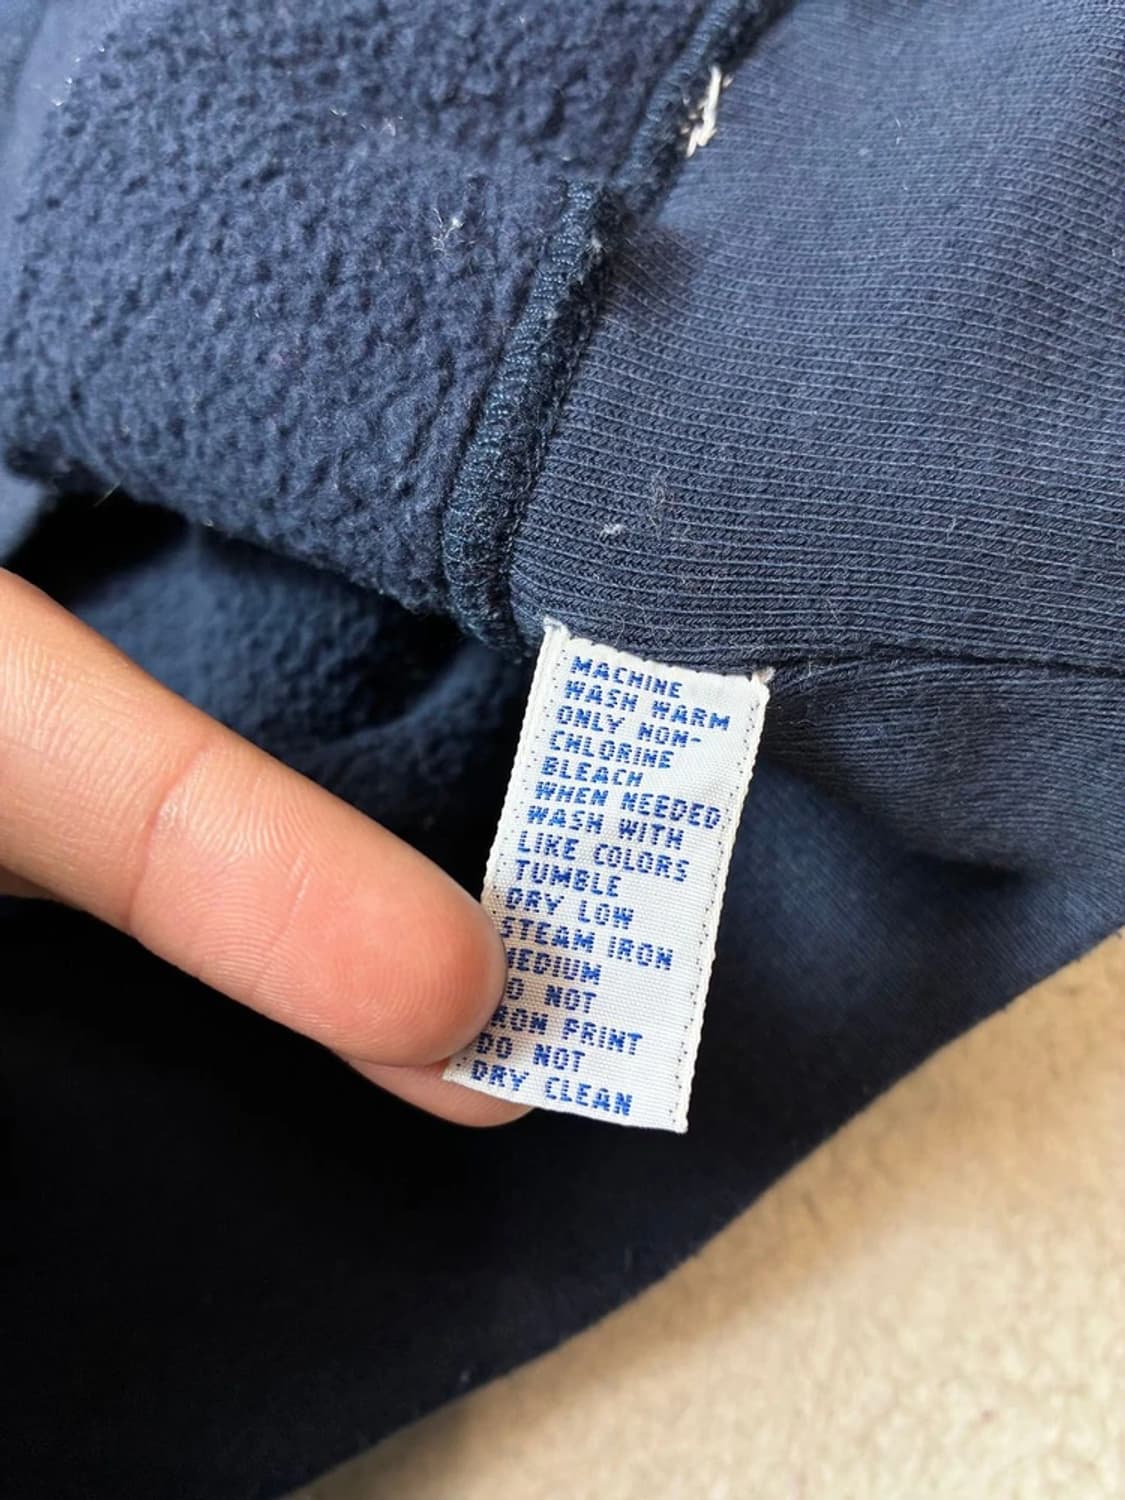 MACHINE
WASH WARM
ONLY NON-
CHLORINE
BLEACH
WHEN NEEDED
WASH WITH
LIKE COLORS
TUMBLE
DRY LOW
STEAM IRON
MEDIUM
DO NOT
IRON PRINT
DO NOT
DRY CLEAN